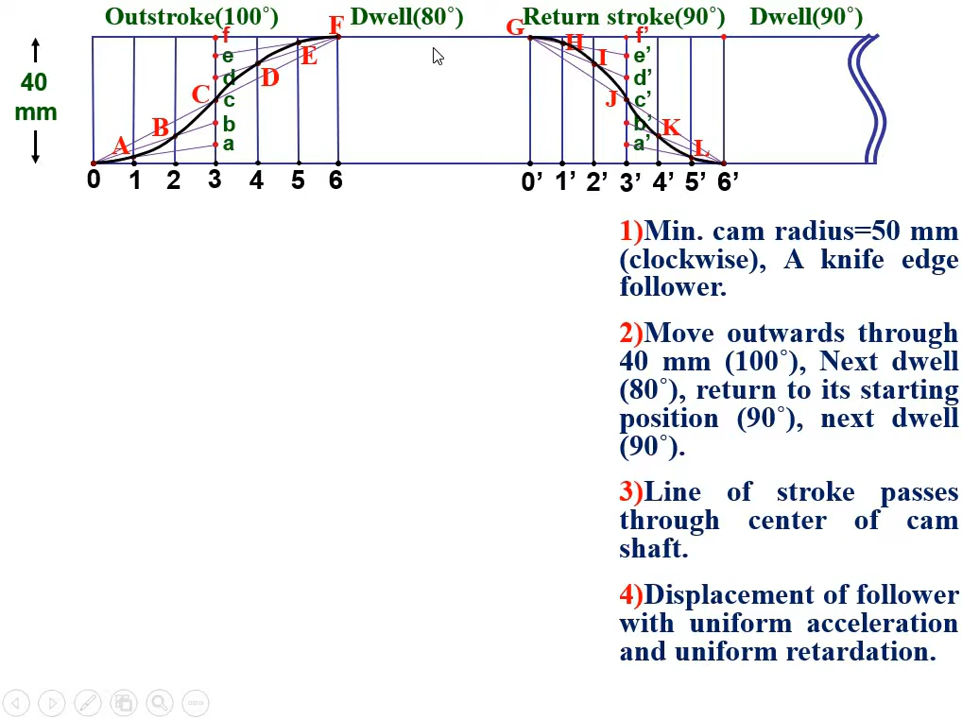 Outstroke(100˚) Dwell(80˚) Return stroke(90˚) Dwell(90˚)
F G f f’ H
e E e’ I
40 d D d’
mm C c J c’
B b b’ K
A a a’ L
0 1 2 3 4 5 6 0’ 1’ 2’ 3’ 4’ 5’ 6’
1)Min. cam radius=50 mm
(clockwise), A knife edge
follower.
2)Move outwards through
40 mm (100˚), Next dwell
(80˚), return to its starting
position (90˚), next dwell
(90˚).
3)Line of stroke passes
through center of cam
shaft.
4)Displacement of follower
with uniform acceleration
and uniform retardation.